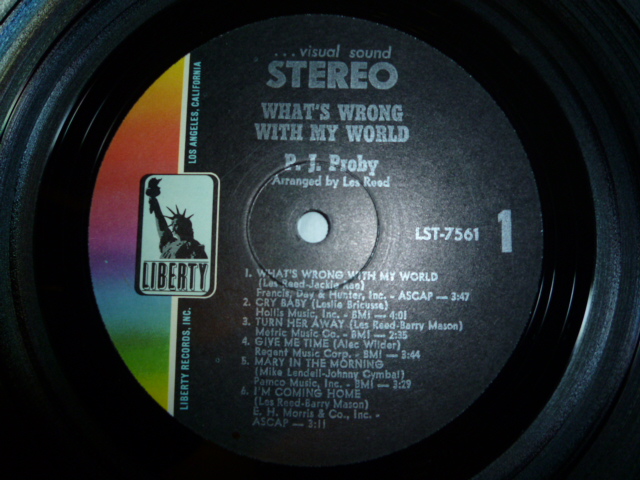 ...visual sound
STEREO
WHAT'S WRONG
WITH MY WORLD
P. J. Proby
Arranged by Les Reed
LST-7561 1
LOS ANGELES, CALIFORNIA
LIBERTY
LIBERTY RECORDS, INC.
1. WHAT'S WRONG WITH MY WORLD
(Les Reed-Jackie Rae)
Francis, Day & Hunter, Inc. - ASCAP — 3:47
2. CRY BABY (Leslie Bricusse)
Hollis Music, Inc. - BMI — 4:01
3. TURN HER AWAY (Les Reed-Barry Mason)
Metric Music Co. - BMI — 2:35
4. GIVE ME TIME (Alec Wilder)
Regent Music Corp. - BMI — 3:44
5. MARY IN THE MORNING
(Mike Lendell-Johnny Cymbal)
Pamco Music, Inc. - BMI — 3:29
6. I'M COMING HOME
(Les Reed-Barry Mason)
E. H. Morris & Co., Inc. -
ASCAP — 3:11